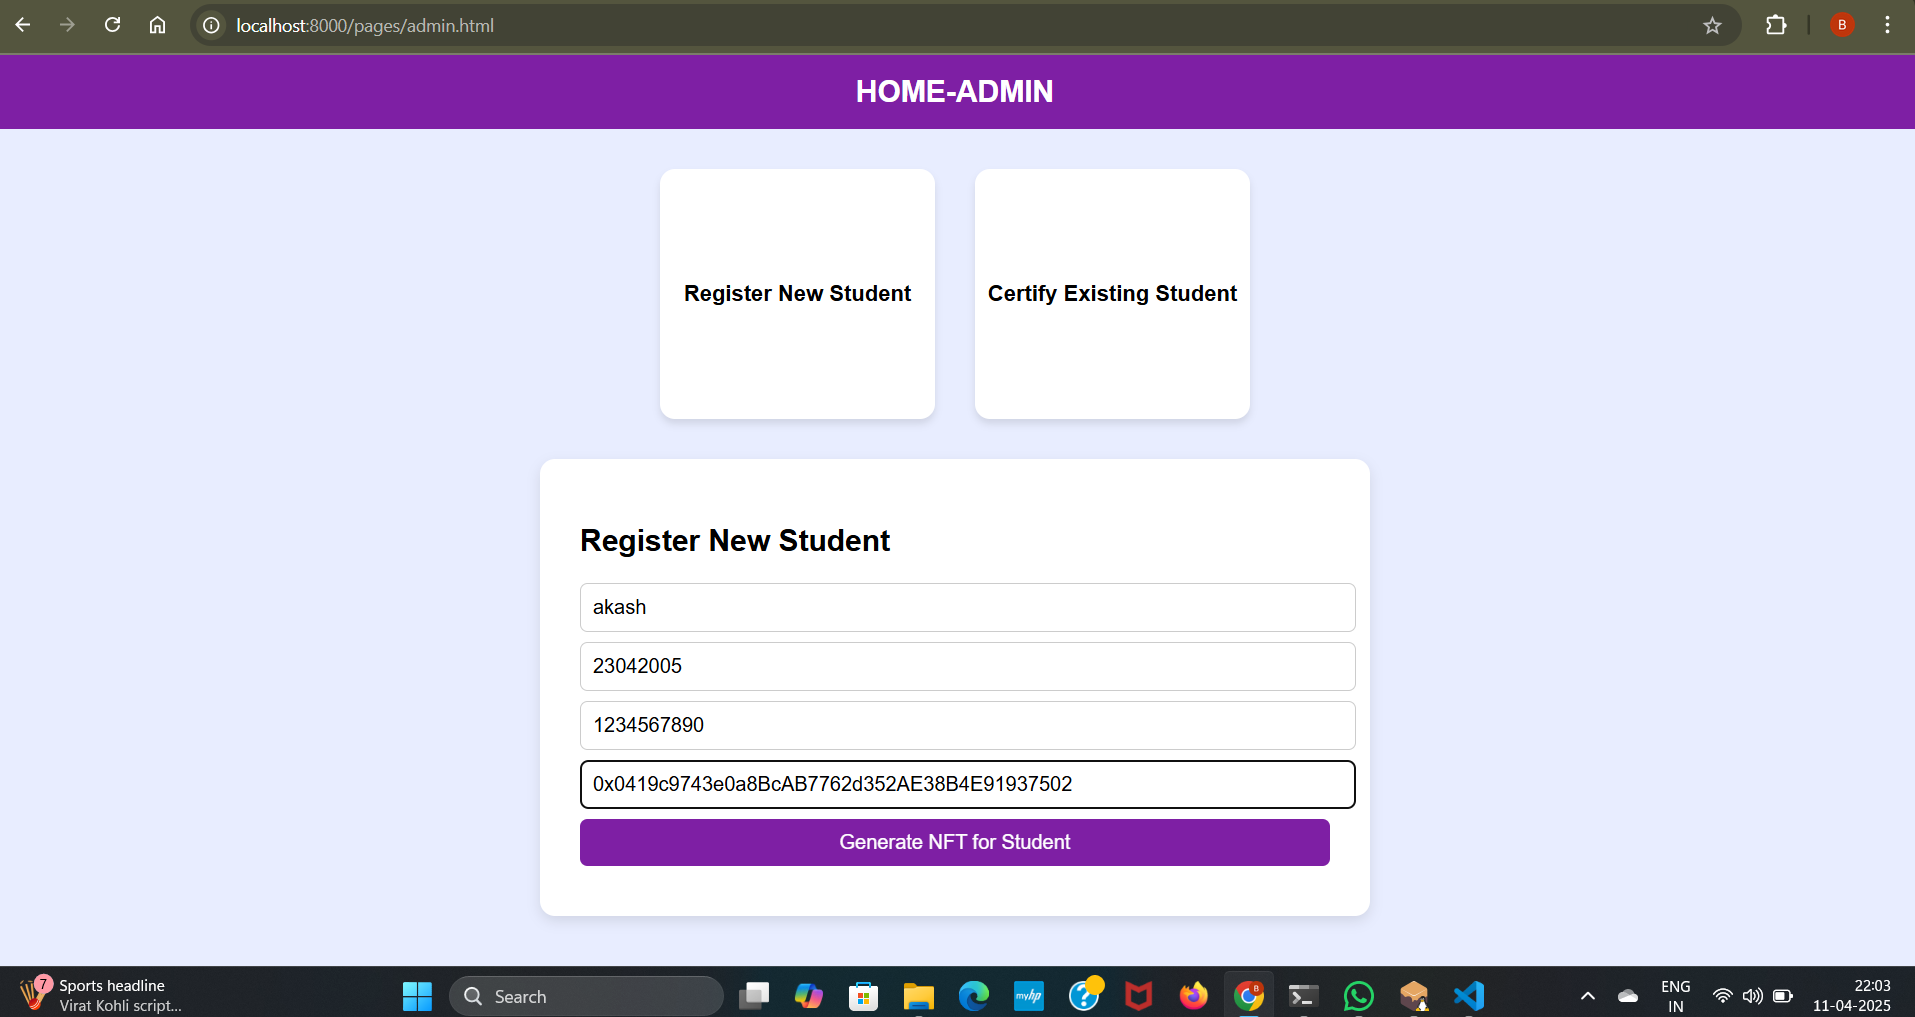 localhost:8000/pages/admin.html
B
HOME-ADMIN
Register New Student
Certify Existing Student
Register New Student
akash
23042005
1234567890
0x0419c9743e0a8BcAB7762d352AE38B4E91937502
Generate NFT for Student
7
Sports headline
Virat Kohli script...
Search
myhp
B
ENG
IN
22:03
11-04-2025